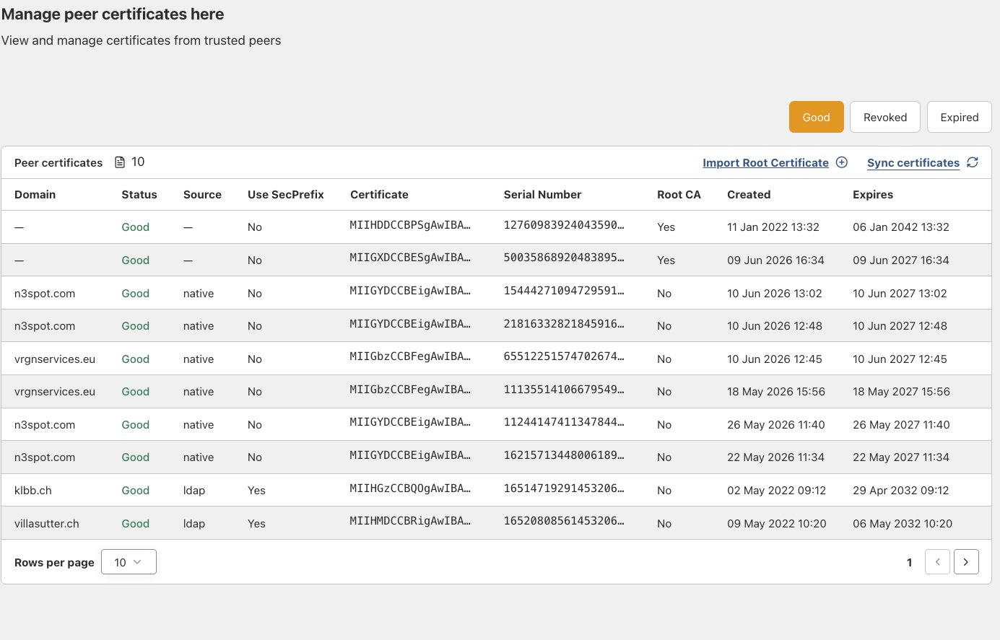 Manage peer certificates here
View and manage certificates from trusted peers
Good Revoked Expired
Peer certificates 10 Import Root Certificate Sync certificates
Domain Status Source Use SecPrefix Certificate Serial Number Root CA Created Expires
— Good — No MIIHDDCCBPSgAwIBA… 12760983924043590… Yes 11 Jan 2022 13:32 06 Jan 2042 13:32
— Good — No MIIGXDCCBESgAwIBA… 50035868920483895… Yes 09 Jun 2026 16:34 09 Jun 2027 16:34
n3spot.com Good native No MIIGYDCCBEigAwIBA… 15444271094729591… No 10 Jun 2026 13:02 10 Jun 2027 13:02
n3spot.com Good native No MIIGYDCCBEigAwIBA… 21816332821845916… No 10 Jun 2026 12:48 10 Jun 2027 12:48
vrgnservices.eu Good native No MIIGbzCCBFegAwIBA… 65512251574702674… No 10 Jun 2026 12:45 10 Jun 2027 12:45
vrgnservices.eu Good native No MIIGbzCCBFegAwIBA… 11135514106679549… No 18 May 2026 15:56 18 May 2027 15:56
n3spot.com Good native No MIIGYDCCBEigAwIBA… 11244147411347844… No 26 May 2026 11:40 26 May 2027 11:40
n3spot.com Good native No MIIGYDCCBEigAwIBA… 16215713448006189… No 22 May 2026 11:34 22 May 2027 11:34
klbb.ch Good ldap Yes MIIHGzCCBQOgAwIBA… 16514719291453206… No 02 May 2022 09:12 29 Apr 2032 09:12
villasutter.ch Good ldap Yes MIIHMDCCBRigAwIBA… 16520808561453206… No 09 May 2022 10:20 06 May 2032 10:20
Rows per page 10 1